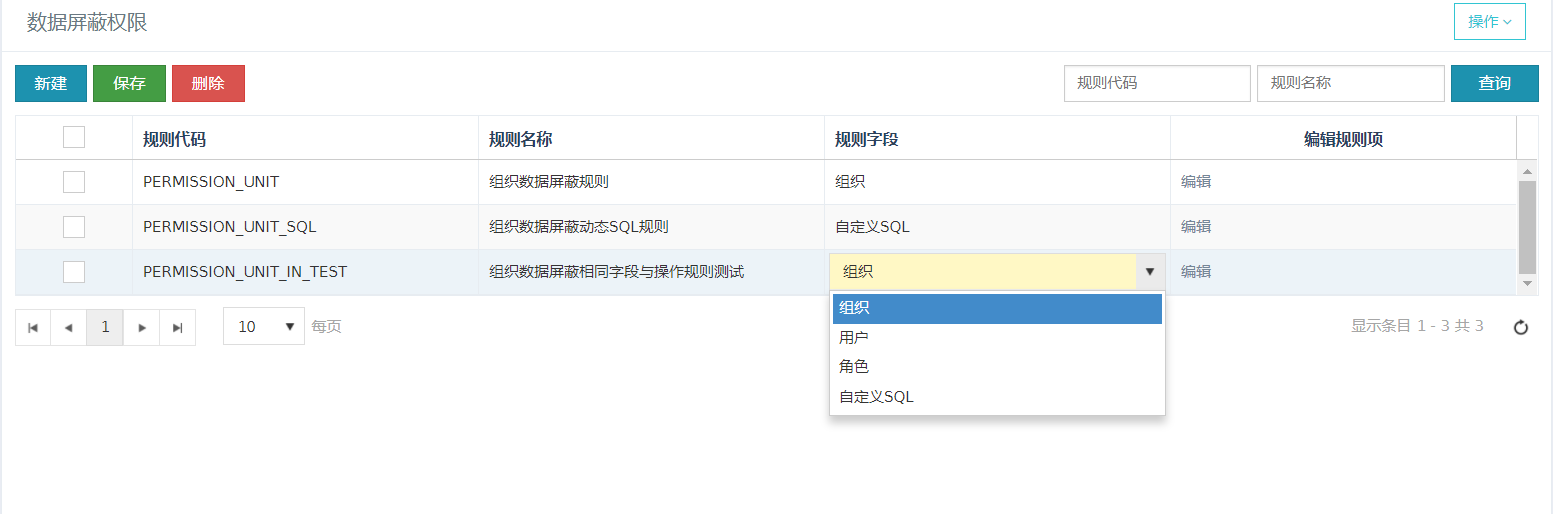 数据屏蔽权限
操作
新建 保存 删除 规则代码 规则名称 查询
规则代码 规则名称 规则字段 编辑规则项
PERMISSION_UNIT 组织数据屏蔽规则 组织 编辑
PERMISSION_UNIT_SQL 组织数据屏蔽动态SQL规则 自定义SQL 编辑
PERMISSION_UNIT_IN_TEST 组织数据屏蔽相同字段与操作规则测试 组织 编辑
组织
用户
角色
自定义SQL
1 10 每页 显示条目 1 - 3 共 3